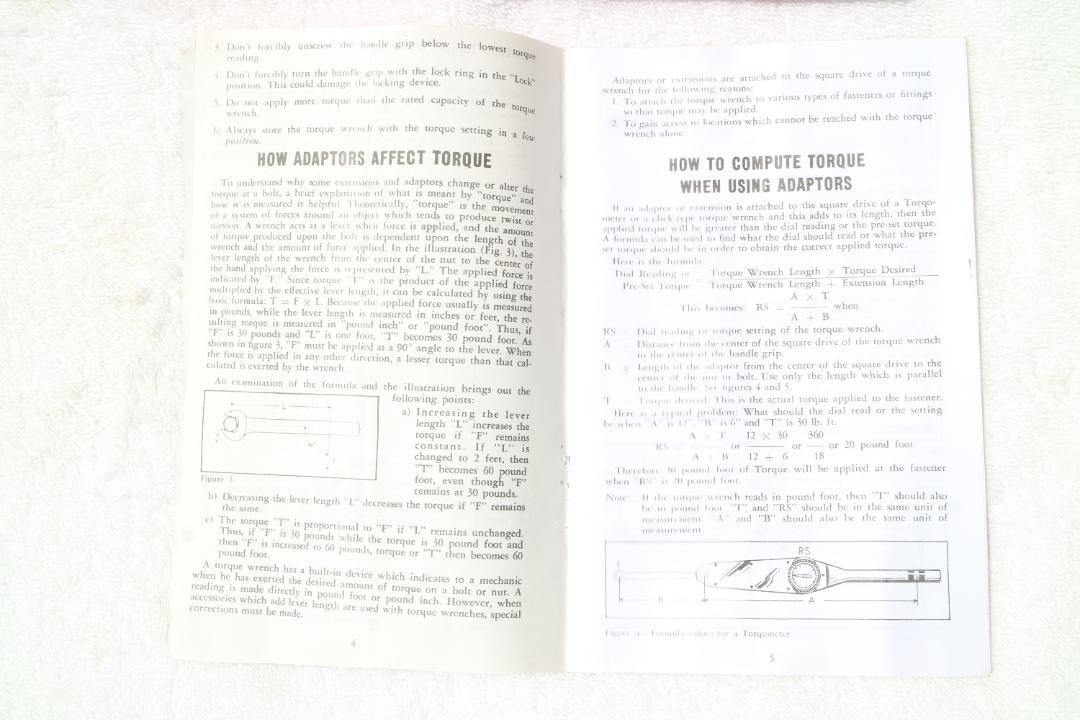 3. Don't forcibly unscrew the handle grip below the lowest torque
reading.
4. Don't forcibly turn the handle grip with the lock ring in the "Lock"
position. This could damage the locking device.
5. Do not apply more torque than the rated capacity of the torque
wrench.
6. Always store the torque wrench with the torque setting in a low
position.
HOW ADAPTORS AFFECT TORQUE
To understand why some extensions and adaptors change or alter the
torque at a bolt, a brief explanation of what is meant by "torque" and
how it is measured is helpful. Theoretically, "torque" is the movement
of a system of forces around an object which tends to produce twist or
torsion. A wrench acts as a lever when force is applied, and the amount
of torque produced upon the bolt is dependent upon the length of the
wrench and the amount of force applied. In the illustration (Fig. 3), the
lever length of the wrench from the center of the nut to the center of
the hand applying the force is represented by "L." The applied force is
indicated by "F." Since torque "T" is the product of the applied force
multiplied by the effective lever length, it can be calculated by using the
basic formula: T = F × L. Because the applied force usually is measured
in pounds, while the lever length is measured in inches or feet, the re-
sulting torque is measured in "pound inch" or "pound foot". Thus, if
"F" is 30 pounds and "L" is one foot, "T" becomes 30 pound foot. As
shown in figure 3, "F" must be applied at a 90° angle to the lever. When
the force is applied in any other direction, a lesser torque than that cal-
culated is exerted by the wrench.
An examination of the formula and the illustration brings out the
following points:
a) Increasing the lever
length "L" increases the
torque if "F" remains
constant. If "L" is
changed to 2 feet, then
"T" becomes 60 pound
foot, even though "F"
remains at 30 pounds.
L
90°
Figure 3
b) Decreasing the lever length "L" decreases the torque if "F" remains
the same.
c) The torque "T" is proportional to "F" if "L" remains unchanged.
Thus, if "F" is 30 pounds while the torque is 30 pound foot and
then "F" is increased to 60 pounds, torque or "T" then becomes 60
pound foot.
A torque wrench has a built-in device which indicates to a mechanic
when he has exerted the desired amount of torque on a bolt or nut. A
reading is made directly in pound foot or pound inch. However, when
accessories which add lever length are used with torque wrenches, special
corrections must be made.
4
Adaptors or extensions are attached to the square drive of a torque
wrench for the following reasons:
1. To attach the torque wrench to various types of fasteners or fittings
so that torque may be applied.
2. To gain access to locations which cannot be reached with the torque
wrench alone.
HOW TO COMPUTE TORQUE
WHEN USING ADAPTORS
If an adaptor or extension is attached to the square drive of a Torqo-
meter or a click type torque wrench and this adds to its length, then the
applied torque will be greater than the dial reading or the pre-set torque.
A formula can be used to find what the dial should read or what the pre-
set torque should be in order to obtain the correct applied torque.
Here is the formula:
Dial Reading or = Torque Wrench Length × Torque Desired
Pre-Set Torque Torque Wrench Length + Extension Length
A × T
This becomes: RS = when
A + B
RS = Dial reading or torque setting of the torque wrench.
A = Distance from the center of the square drive of the torque wrench
to the center of the handle grip.
B = Length of the adaptor from the center of the square drive to the
center of the nut or bolt. Use only the length which is parallel
to the handle. See figures 4 and 5.
T = Torque desired. This is the actual torque applied to the fastener.
Here is a typical problem: What should the dial read or the setting
be when "A" is 12", "B" is 6" and "T" is 30 lb. ft.
A × T 12 × 30 360
RS = or or or 20 pound foot.
A + B 12 + 6 18
Therefore 30 pound foot of Torque will be applied at the fastener
when "RS" is 20 pound foot.
Note: If the torque wrench reads in pound foot, then "T" should also
be in pound foot. "T" and "RS" should be in the same unit of
measurement. "A" and "B" should also be the same unit of
measurement.
RS
B A
Figure 4—Formula values for a Torqometer
5